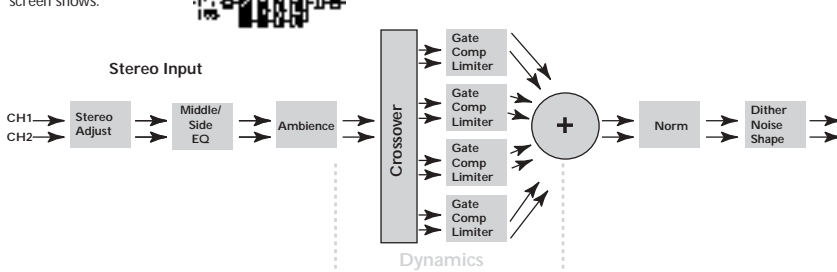 screen shows:
Stereo Input
CH1
CH2
Stereo
Adjust
Middle/
Side
EQ
Ambience
Crossover
Gate
Comp
Limiter
Gate
Comp
Limiter
Gate
Comp
Limiter
Gate
Comp
Limiter
+
Norm
Dither
Noise
Shape
Dynamics